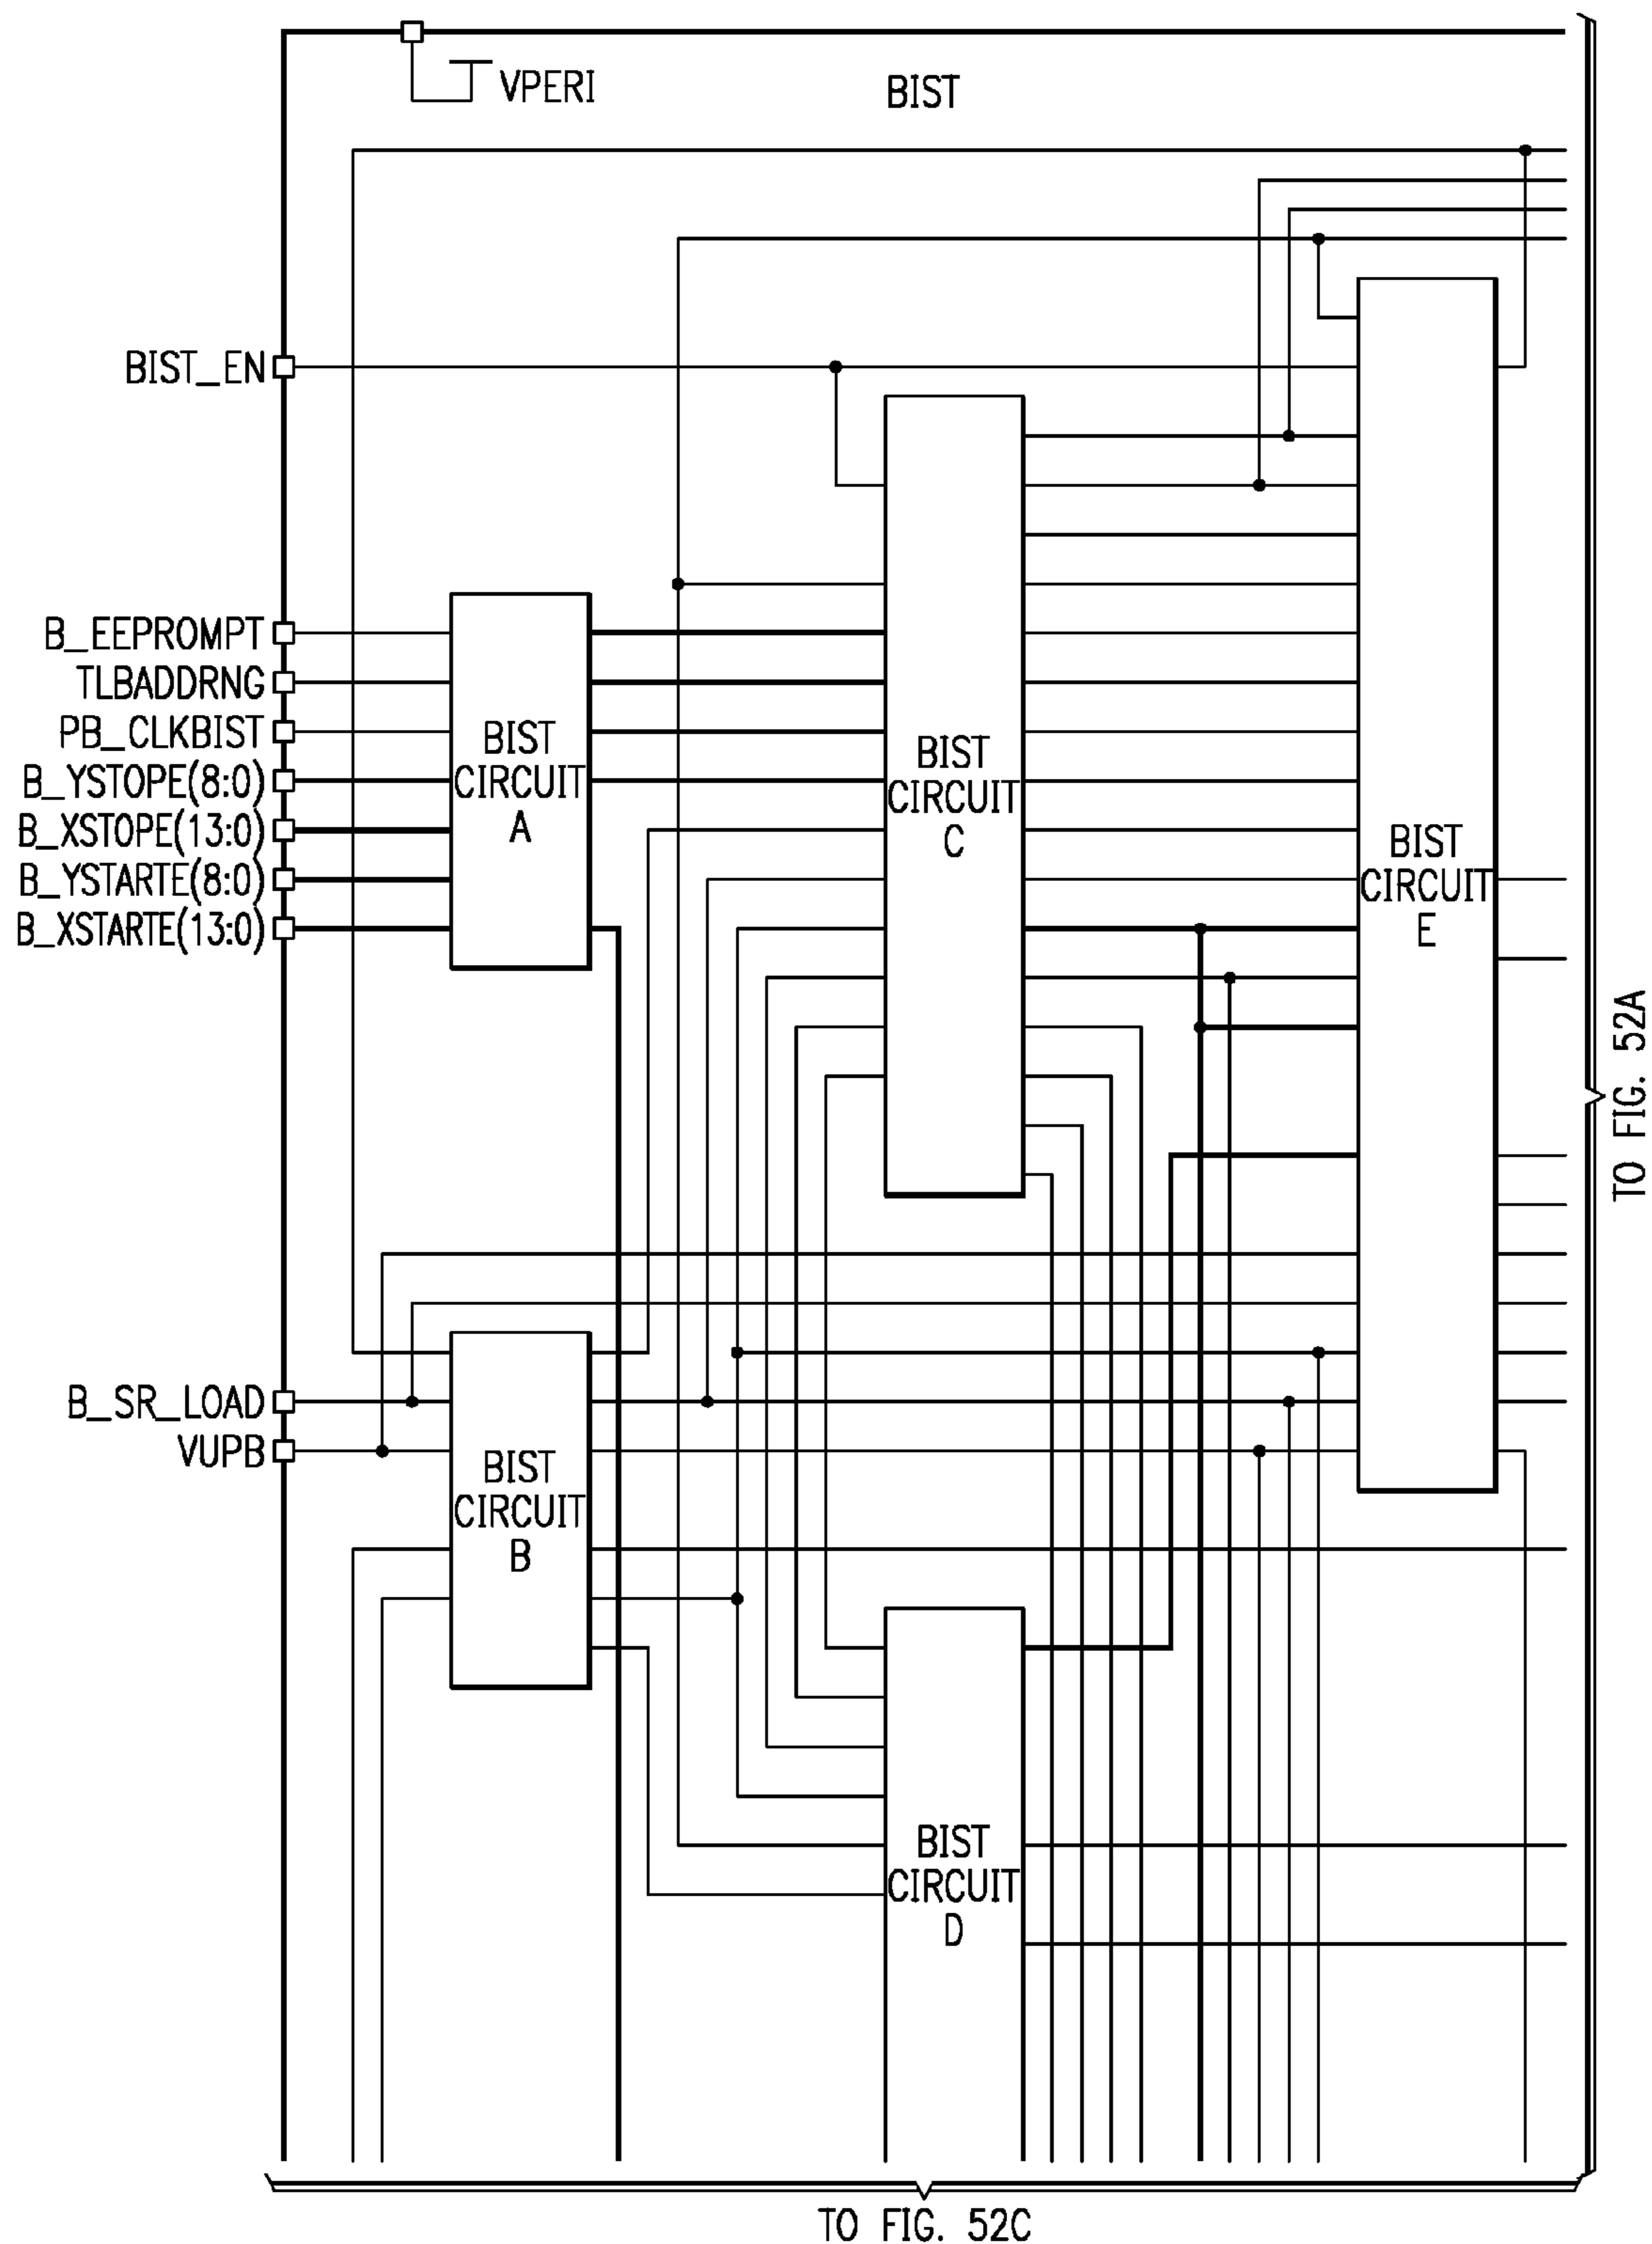 VPERI
BIST
BIST_EN
B_EEPROMPT
TLBADDRNG
PB_CLKBIST
B_YSTOPE(8:0)
B_XSTOPE(13:0)
B_YSTARTE(8:0)
B_XSTARTE(13:0)
BIST
CIRCUIT
A
BIST
CIRCUIT
C
BIST
CIRCUIT
E
B_SR_LOAD
VUPB
BIST
CIRCUIT
B
BIST
CIRCUIT
D
TO FIG. 52A
TO FIG. 52C